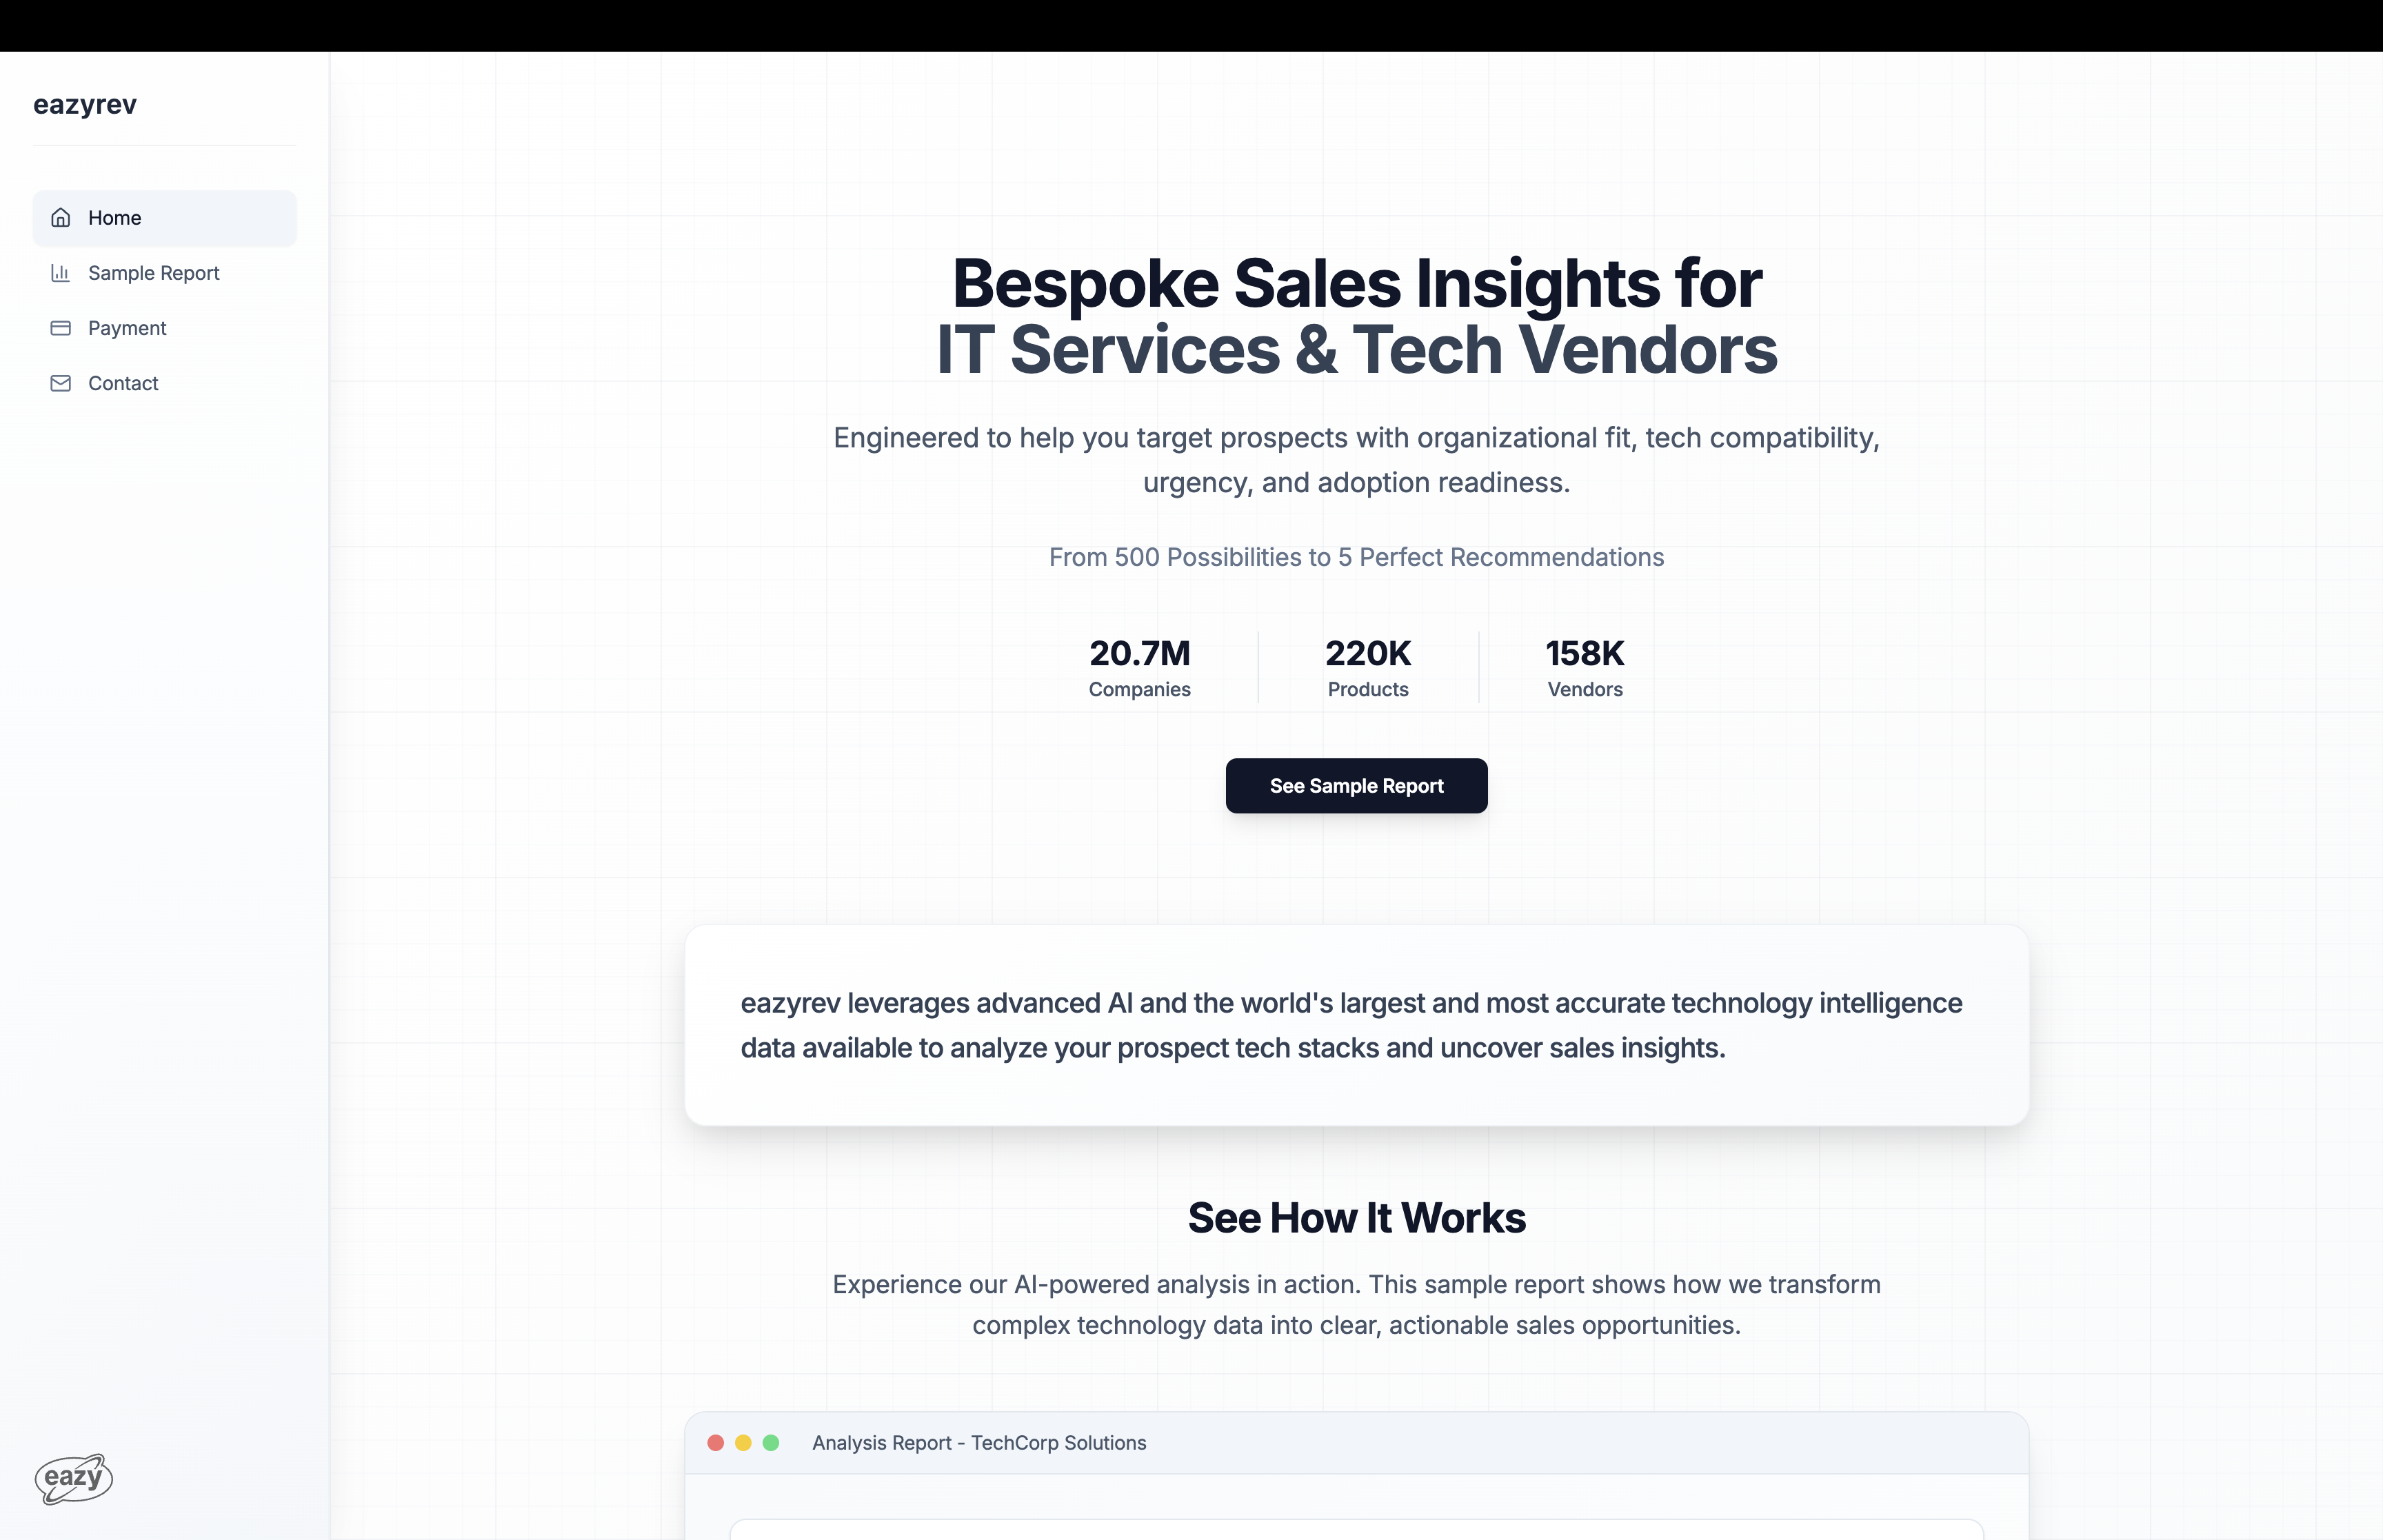 eazyrev
Home
Sample Report
Payment
Contact
Bespoke Sales Insights for
IT Services & Tech Vendors
Engineered to help you target prospects with organizational fit, tech compatibility,
urgency, and adoption readiness.
From 500 Possibilities to 5 Perfect Recommendations
20.7M
Companies
220K
Products
158K
Vendors
See Sample Report
eazyrev leverages advanced AI and the world's largest and most accurate technology intelligence
data available to analyze your prospect tech stacks and uncover sales insights.
See How It Works
Experience our AI-powered analysis in action. This sample report shows how we transform
complex technology data into clear, actionable sales opportunities.
Analysis Report - TechCorp Solutions
eazy